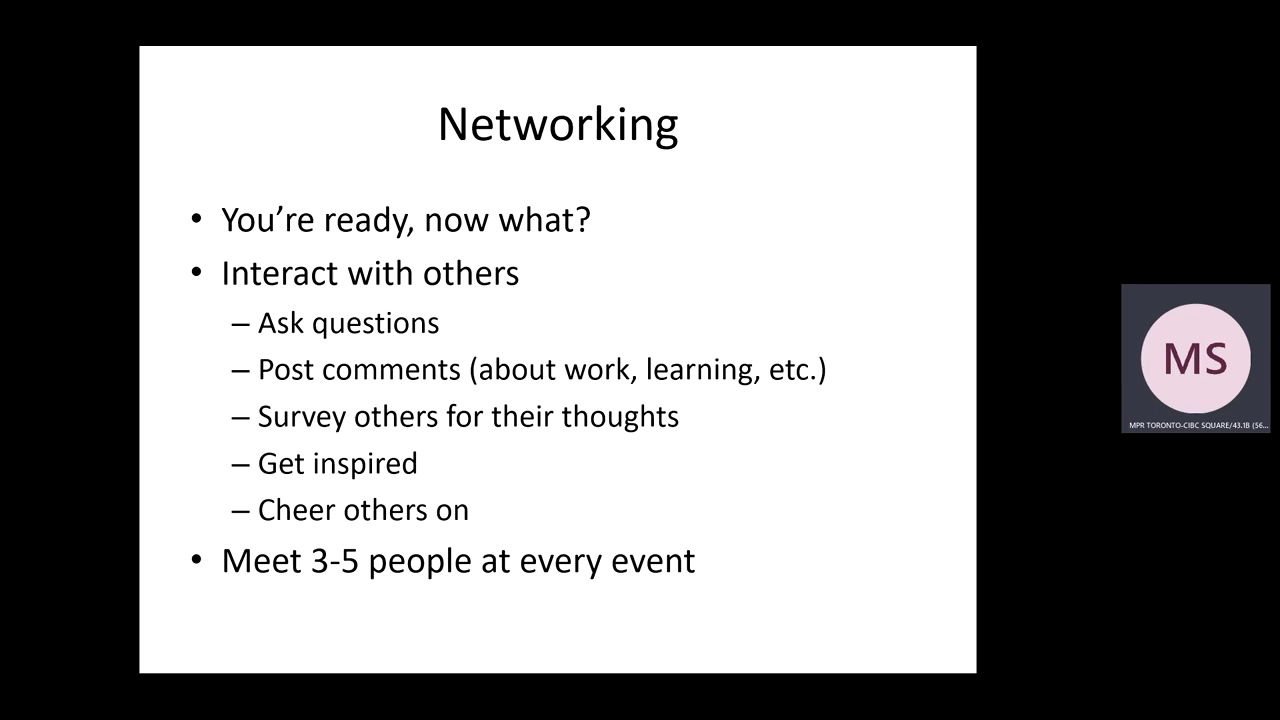 Networking
• You’re ready, now what?
• Interact with others
– Ask questions
– Post comments (about work, learning, etc.)
– Survey others for their thoughts
– Get inspired
– Cheer others on
• Meet 3-5 people at every event
MS
MPR TORONTO-CIBC SQUARE/43.1B (56...